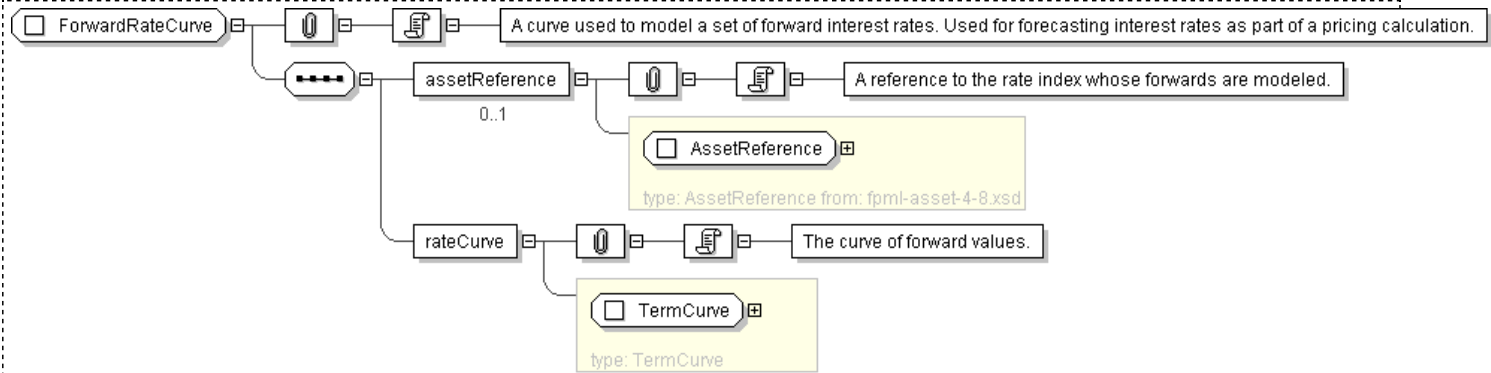 ForwardRateCurve
A curve used to model a set of forward interest rates. Used for forecasting interest rates as part of a pricing calculation.
assetReference
A reference to the rate index whose forwards are modeled.
0..1
AssetReference
type: AssetReference from: fpml-asset-4-8.xsd
rateCurve
The curve of forward values.
TermCurve
type: TermCurve